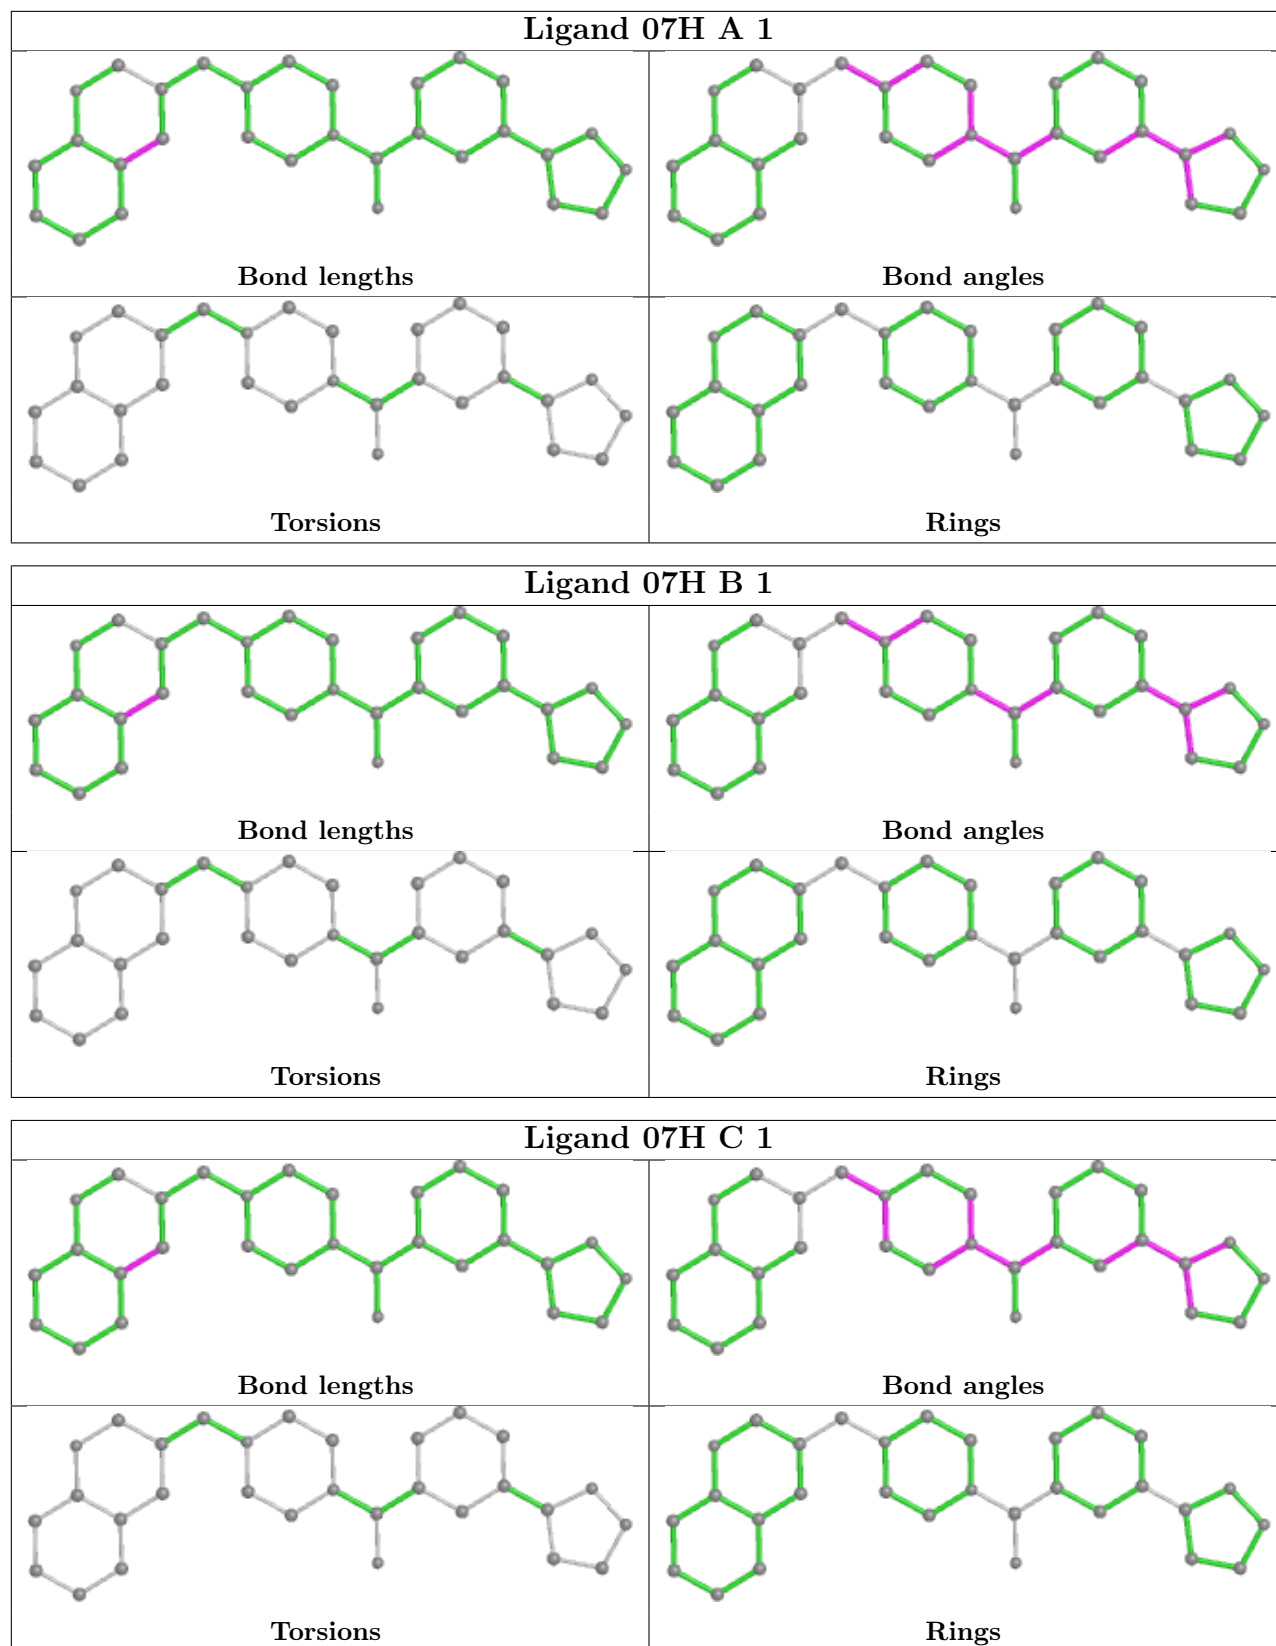 Ligand 07H A 1
Bond lengths
Bond angles
Torsions
Rings
Ligand 07H B 1
Bond lengths
Bond angles
Torsions
Rings
Ligand 07H C 1
Bond lengths
Bond angles
Torsions
Rings